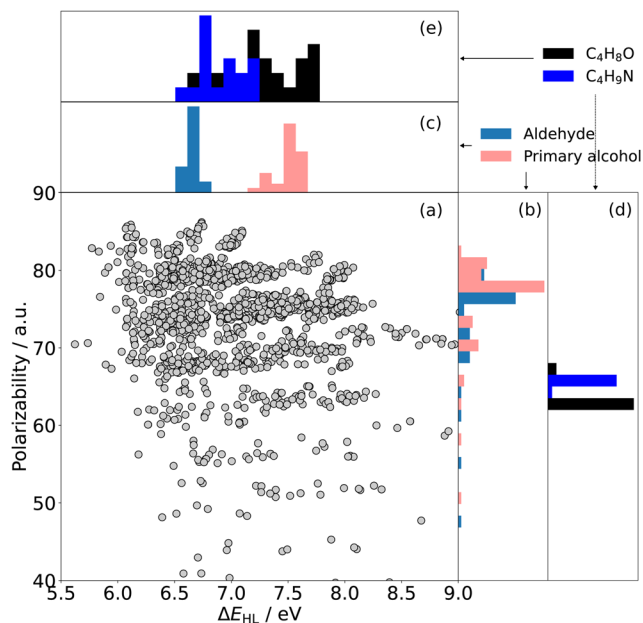 (e)
C₄H₈O
C₄H₉N
(c)
Aldehyde
Primary alcohol
90
(a)
(b)
(d)
80
70
60
50
40
Polarizability / a.u.
5.5 6.0 6.5 7.0 7.5 8.0 8.5 9.0
ΔE_HL / eV